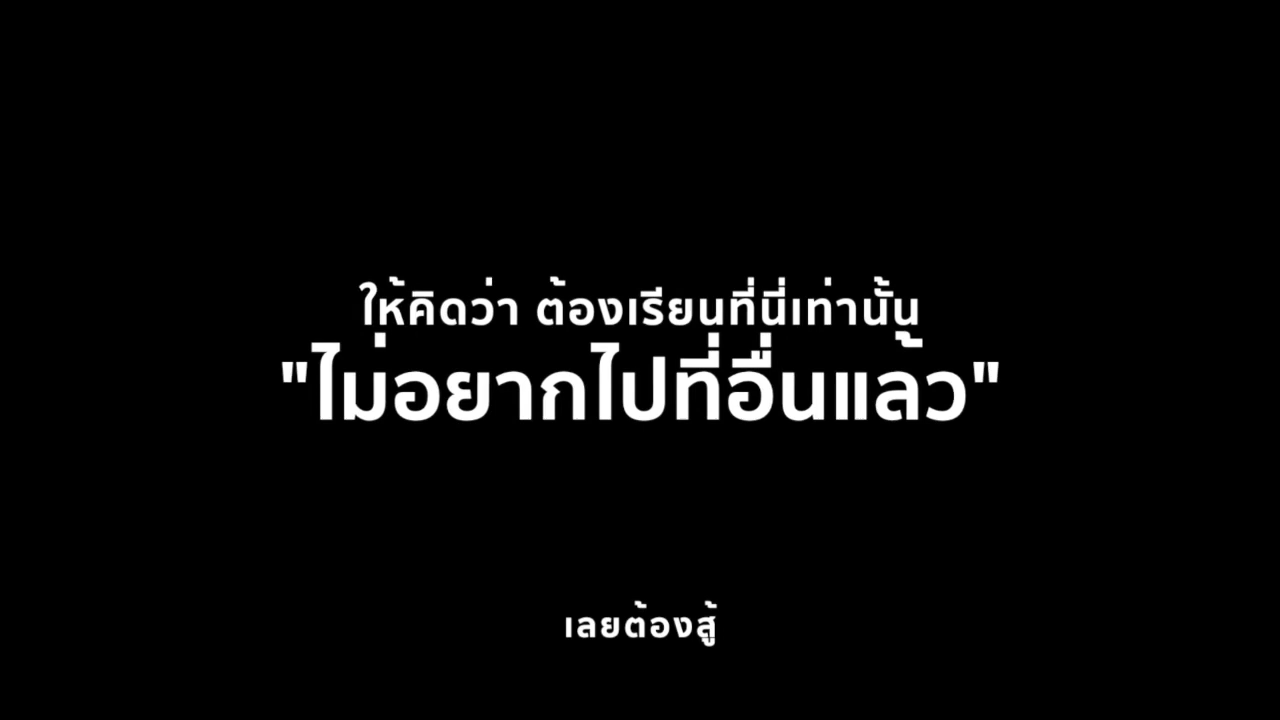 ให้คิดว่า ต้องเรียนที่นี่เท่านั้น
"ไม่อยากไปที่อื่นแล้ว"
เลยต้องสู้